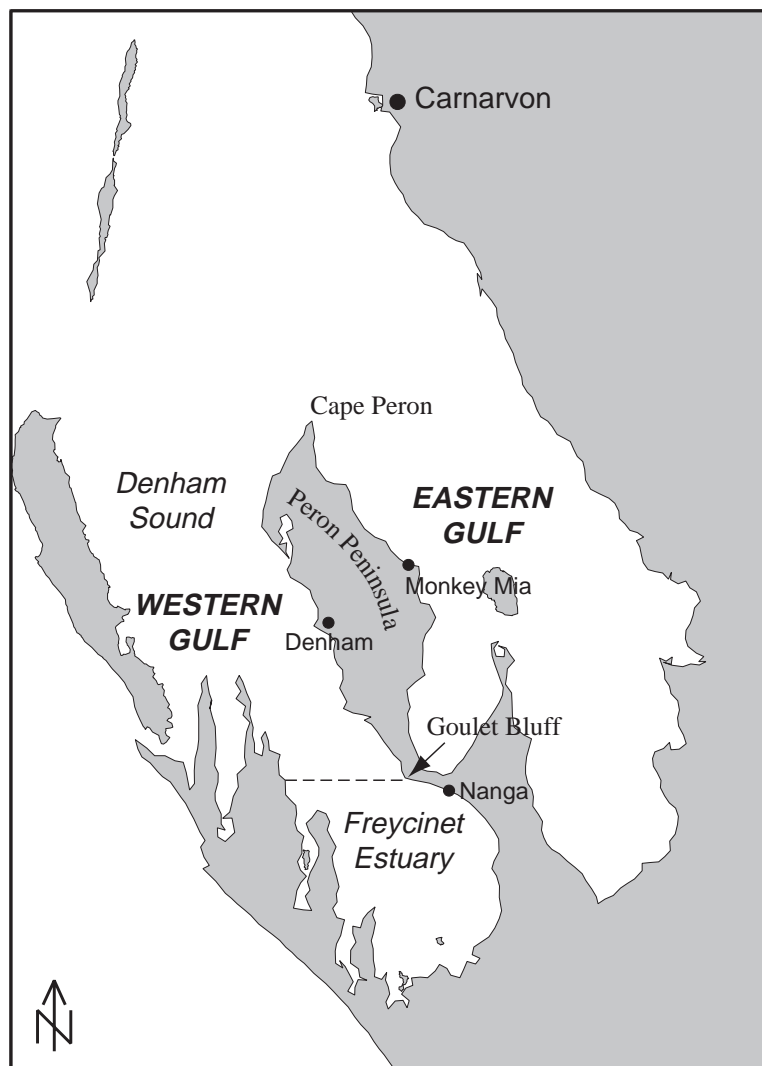 Carnarvon
Cape Peron
Denham
Sound
Peron Peninsula
EASTERN
GULF
Monkey Mia
WESTERN
GULF
Denham
Goulet Bluff
Nanga
Freycinet
Estuary
N